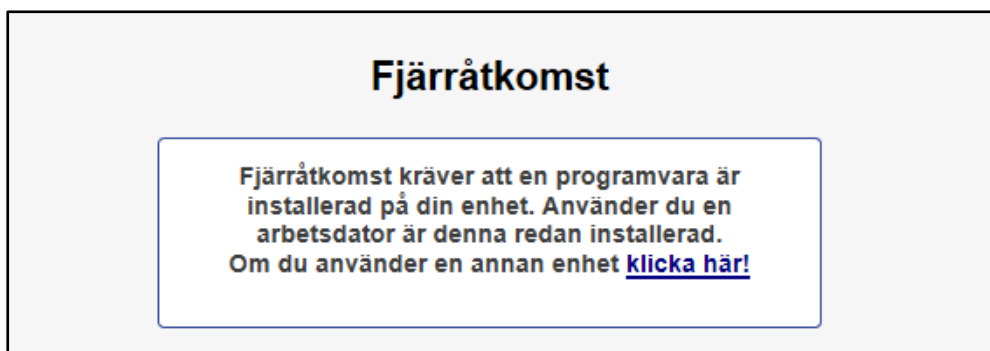 Fjärråtkomst
Fjärråtkomst kräver att en programvara är
installerad på din enhet. Använder du en
arbetsdator är denna redan installerad.
Om du använder en annan enhet klicka här!